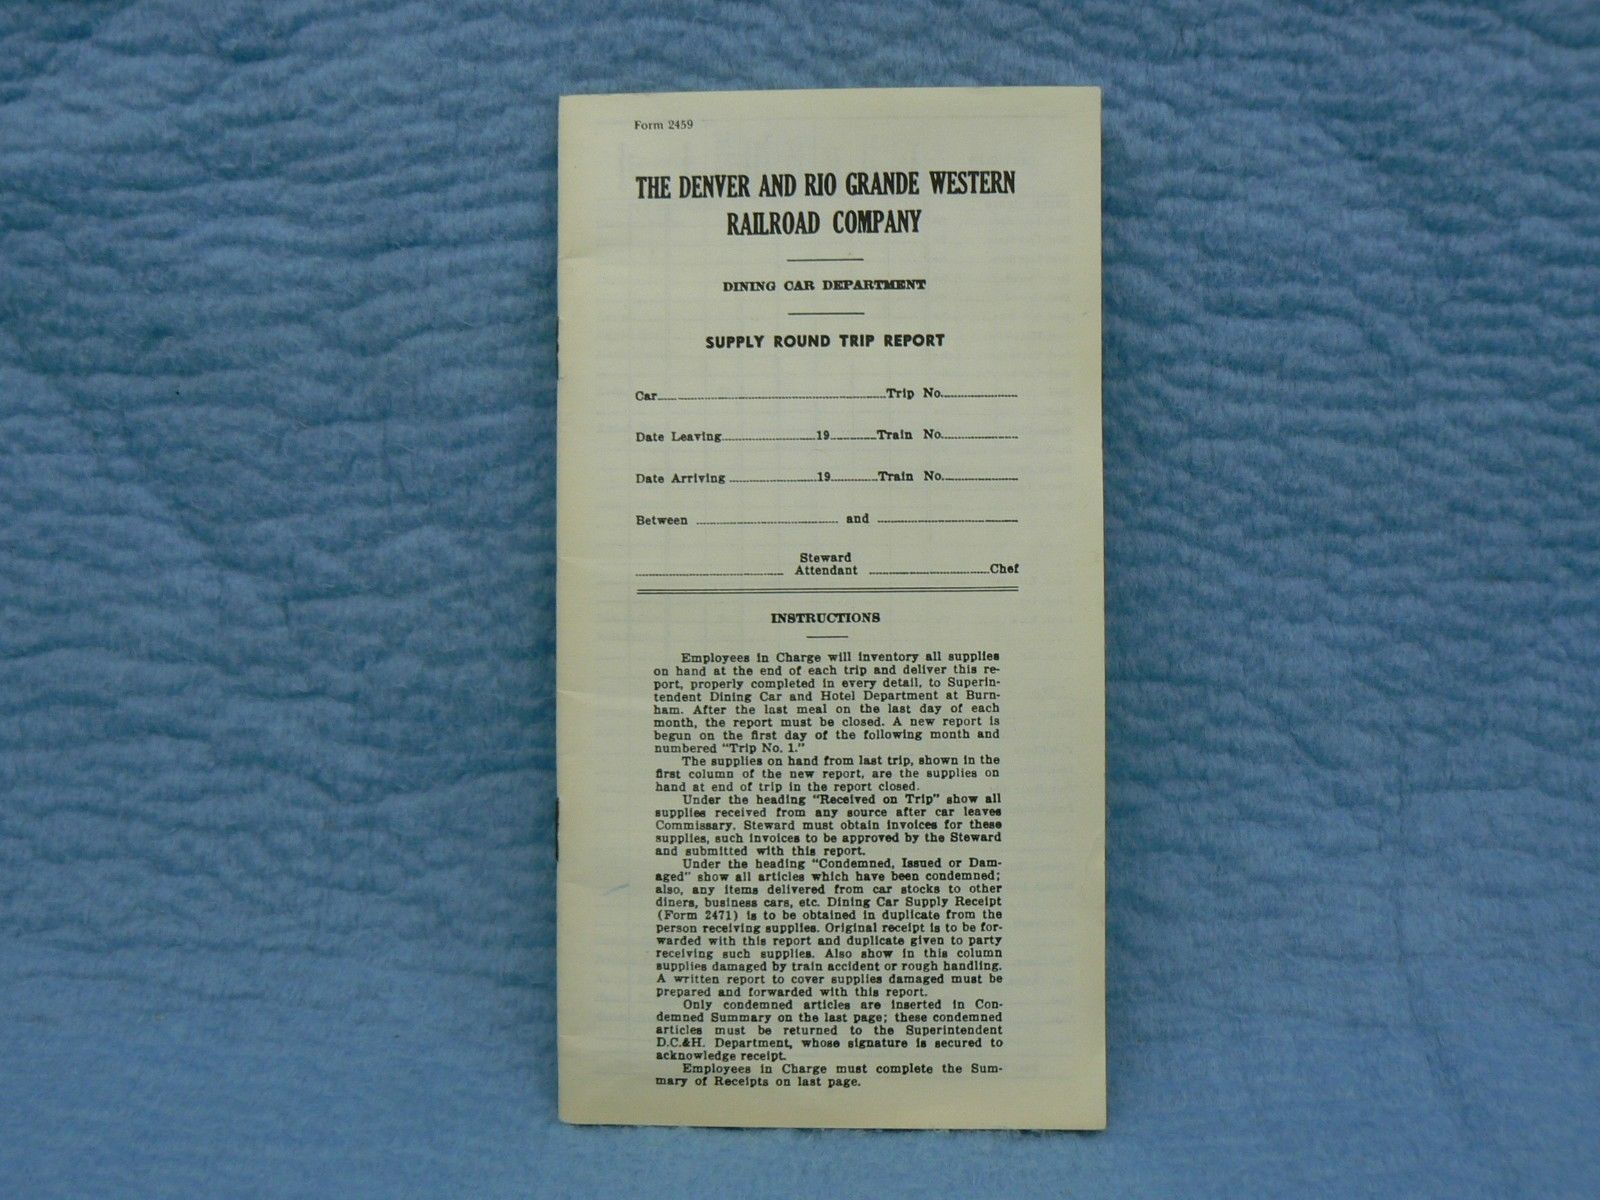 Form 2459
THE DENVER AND RIO GRANDE WESTERN
RAILROAD COMPANY
DINING CAR DEPARTMENT
SUPPLY ROUND TRIP REPORT
Car Trip No.
Date Leaving 19 Train No.
Date Arriving 19 Train No.
Between and
Steward
Attendant Chef
INSTRUCTIONS
Employees in Charge will inventory all supplies
on hand at the end of each trip and deliver this re-
port, properly completed in every detail, to Superin-
tendent Dining Car and Hotel Department at Burn-
ham. After the last meal on the last day of each
month, the report must be closed. A new report is
begun on the first day of the following month and
numbered "Trip No. 1."
The supplies on hand from last trip, shown in the
first column of the new report, are the supplies on
hand at end of trip in the report closed.
Under the heading "Received on Trip" show all
supplies received from any source after car leaves
Commissary. Steward must obtain invoices for these
supplies, such invoices to be approved by the Steward
and submitted with this report.
Under the heading "Condemned, Issued or Dam-
aged" show all articles which have been condemned;
also, any items delivered from car stocks to other
diners, business cars, etc. Dining Car Supply Receipt
(Form 2471) is to be obtained in duplicate from the
person receiving supplies. Original receipt is to be for-
warded with this report and duplicate given to party
receiving such supplies. Also show in this column
supplies damaged by train accident or rough handling.
A written report to cover supplies damaged must be
prepared and forwarded with this report.
Only condemned articles are inserted in Con-
demned Summary on the last page; these condemned
articles must be returned to the Superintendent
D.C.&H. Department, whose signature is secured to
acknowledge receipt.
Employees in Charge must complete the Sum-
mary of Receipts on last page.